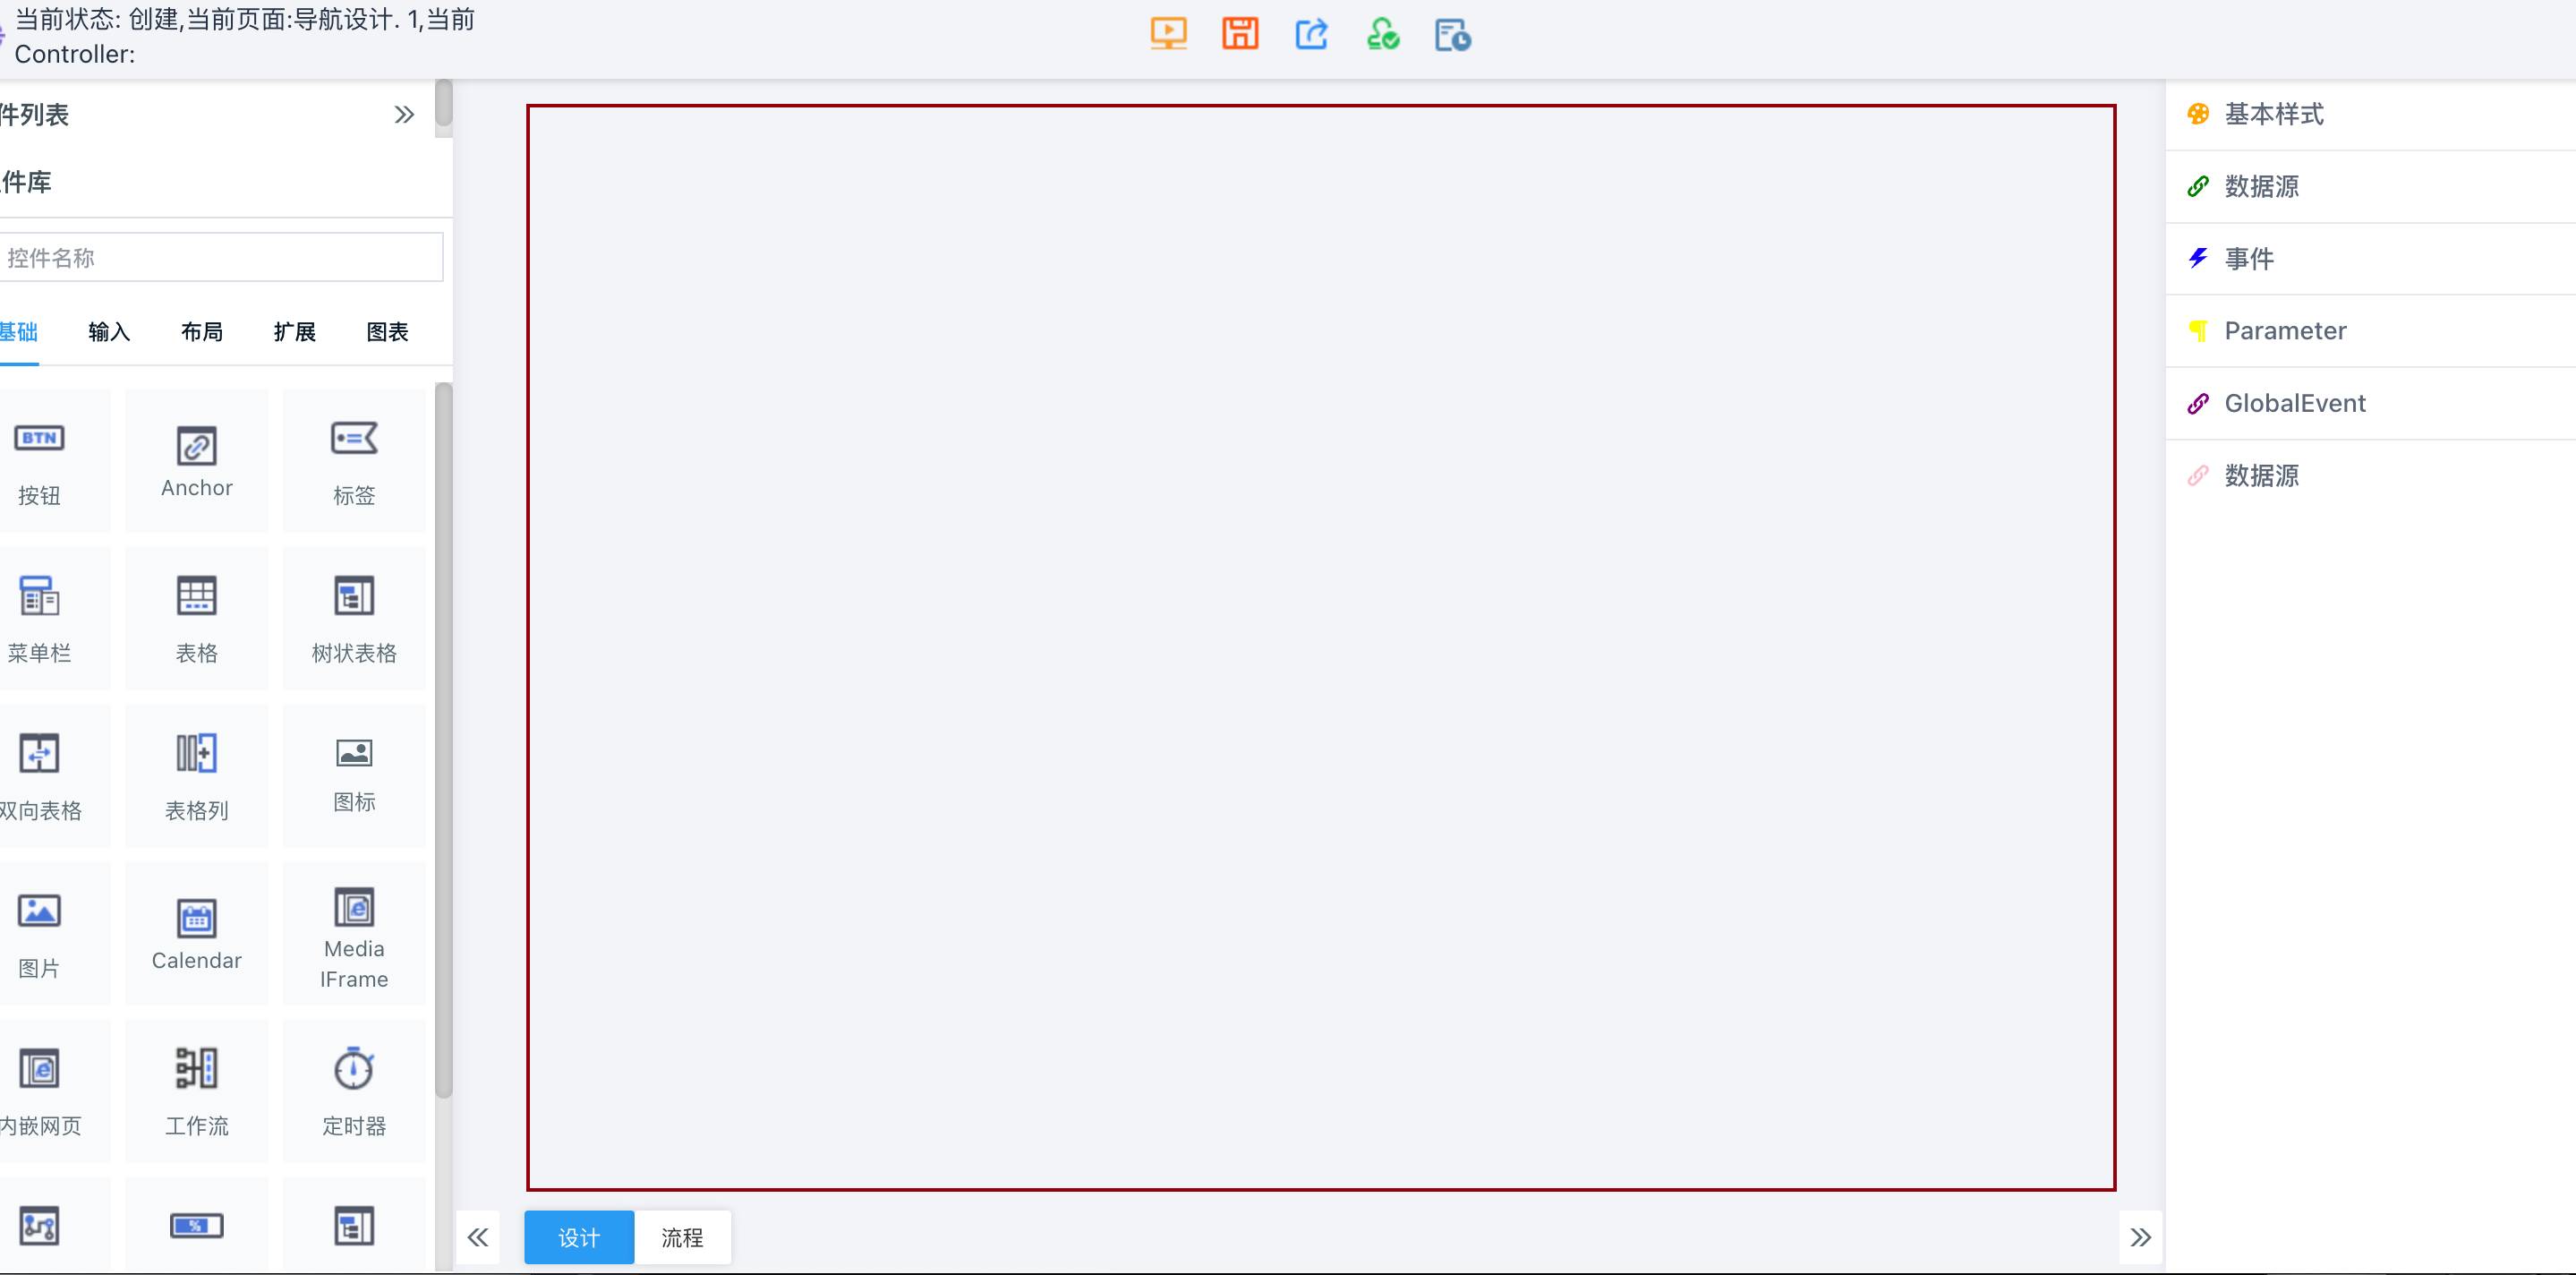 当前状态: 创建,当前页面:导航设计. 1,当前
Controller:
件列表
件库
控件名称
基础 输入 布局 扩展 图表
BTN
按钮 Anchor 标签
菜单栏 表格 树状表格
双向表格 表格列 图标
图片 Calendar Media
IFrame
内嵌网页 工作流 定时器
%
设计 流程
基本样式
数据源
事件
Parameter
GlobalEvent
数据源